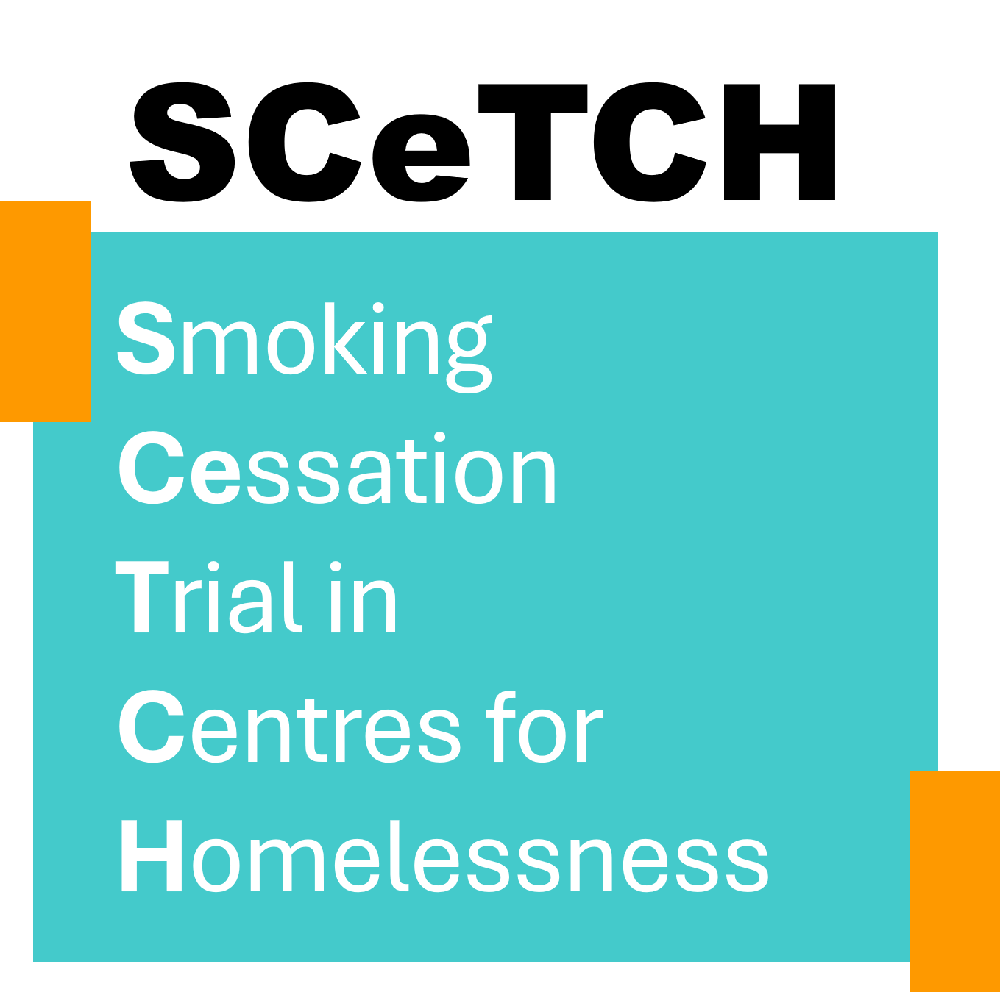 SCeTCH
Smoking
Cessation
Trial in
Centres for
Homelessness